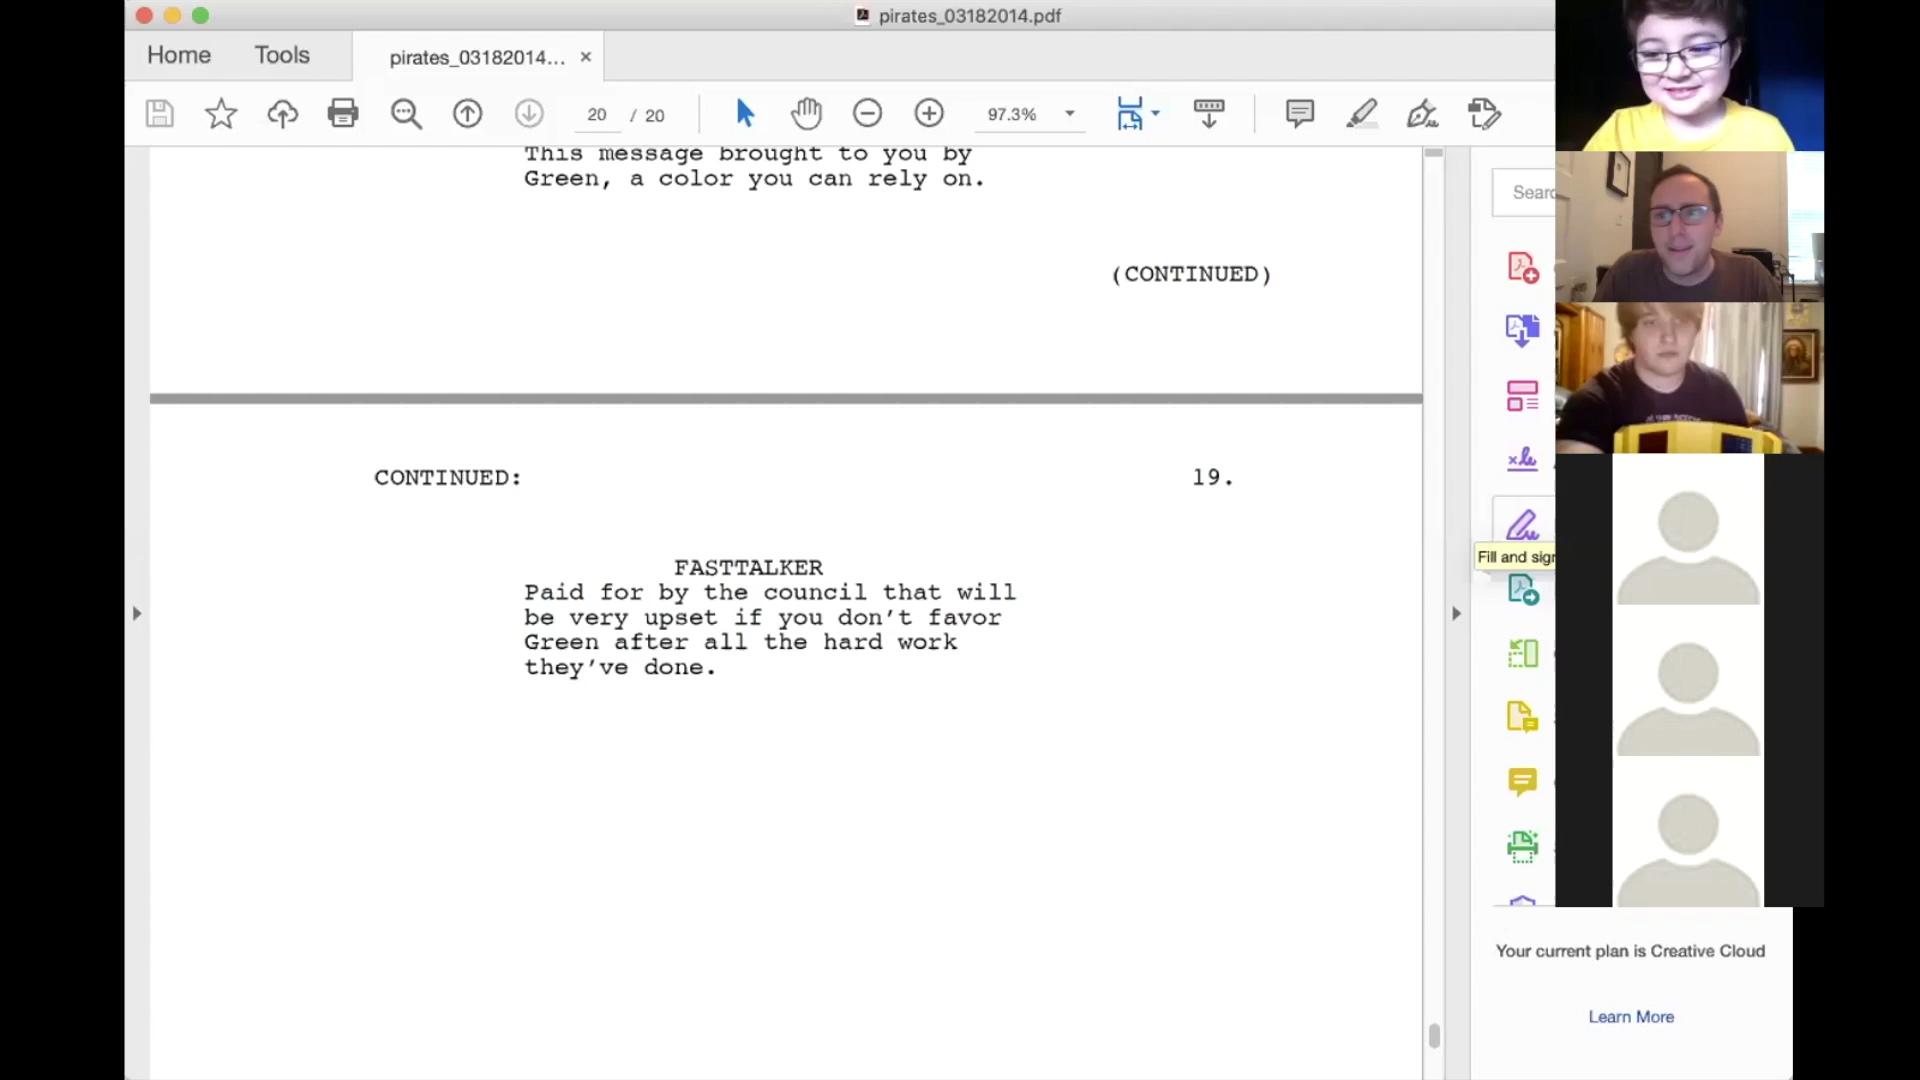 pirates_03182014.pdf
Home
Tools
pirates_03182014...
20 / 20
97.3%
This message brought to you by
Green, a color you can rely on.
(CONTINUED)
CONTINUED:
19.
FASTTALKER
Paid for by the council that will
be very upset if you don't favor
Green after all the hard work
they've done.
Fill and sign
Your current plan is Creative Cloud
Learn More